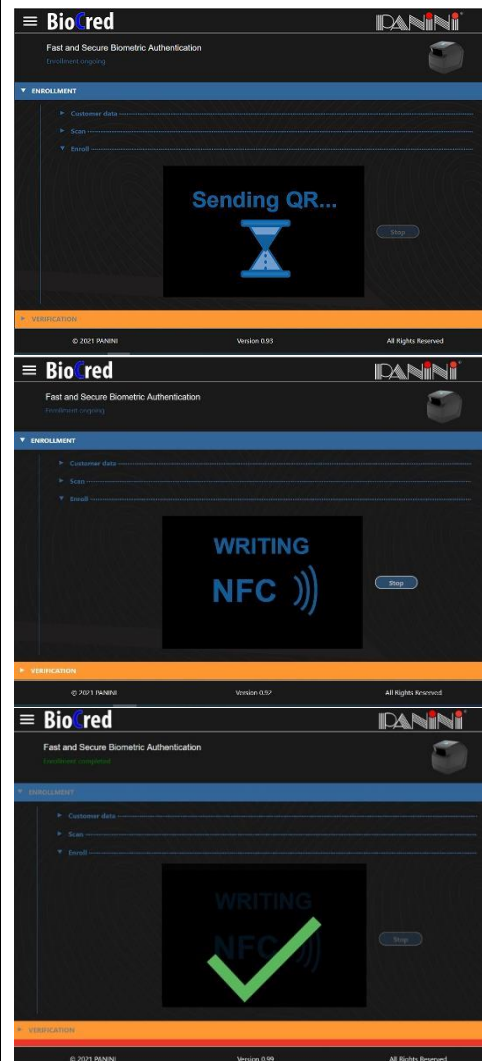 BioCred PANINI
Fast and Secure Biometric Authentication
Enrollment ongoing
ENROLLMENT
Customer data
Scan
Enroll
Sending QR...
Stop
VERIFICATION
© 2021 PANINI Version 0.93 All Rights Reserved
BioCred PANINI
Fast and Secure Biometric Authentication
Enrollment ongoing
ENROLLMENT
Customer data
Scan
Enroll
WRITING
NFC
Stop
VERIFICATION
© 2021 PANINI Version 0.92 All Rights Reserved
BioCred PANINI
Fast and Secure Biometric Authentication
Enrollment completed
ENROLLMENT
Customer data
Scan
Enroll
WRITING
NFC
Stop
VERIFICATION
© 2021 PANINI Version 0.99 All Rights Reserved